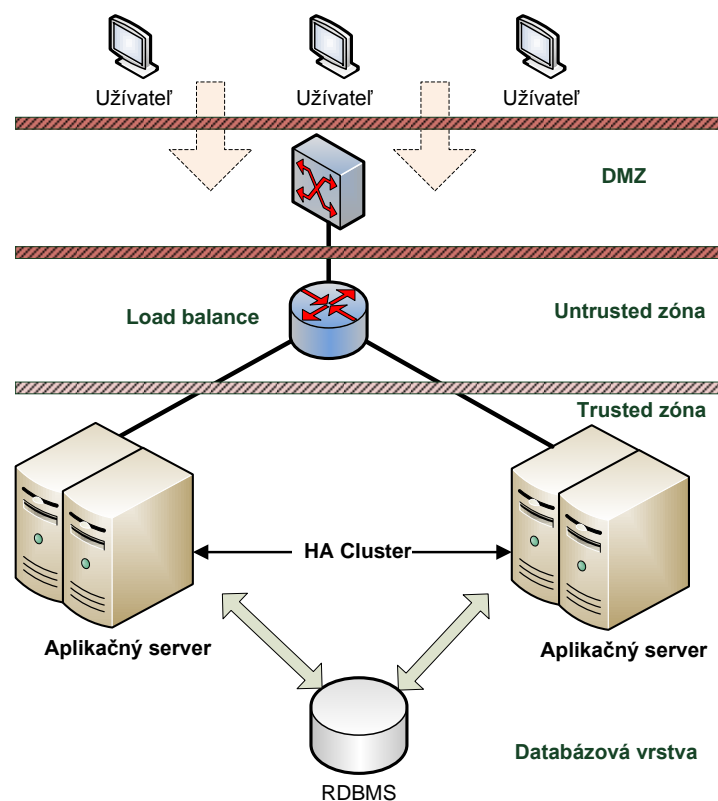 Užívateľ
Užívateľ
Užívateľ
DMZ
Load balance
Untrusted zóna
Trusted zóna
HA Cluster
Aplikačný server
Aplikačný server
Databázová vrstva
RDBMS